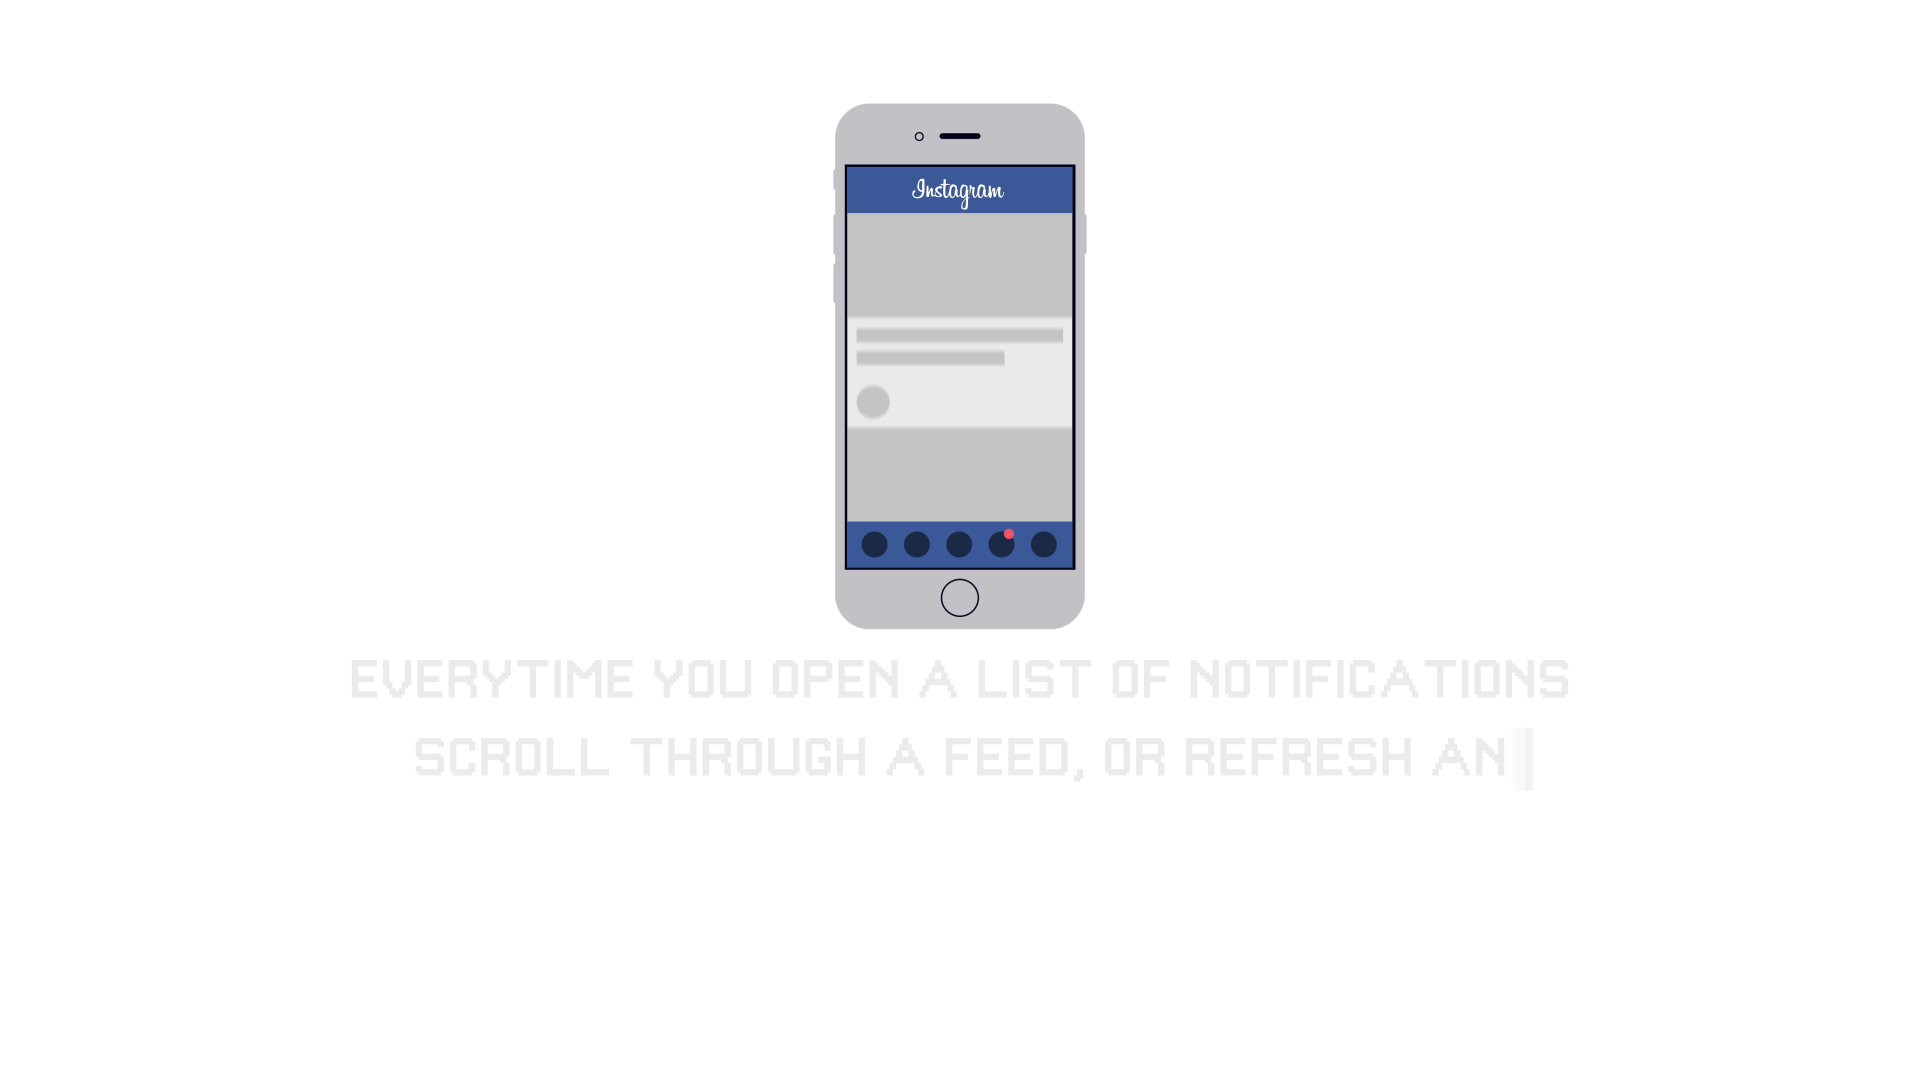 Instagram
EVERYTIME YOU OPEN A LIST OF NOTIFICATIONS
SCROLL THROUGH A FEED, OR REFRESH AN